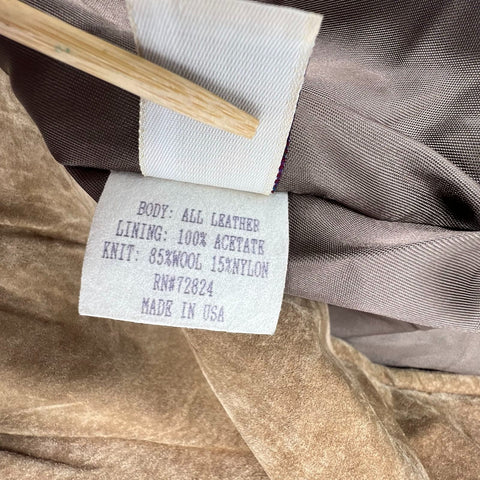 BODY: ALL LEATHER
LINING: 100% ACETATE
KNIT: 85%WOOL 15%NYLON
RN#72824
MADE IN USA